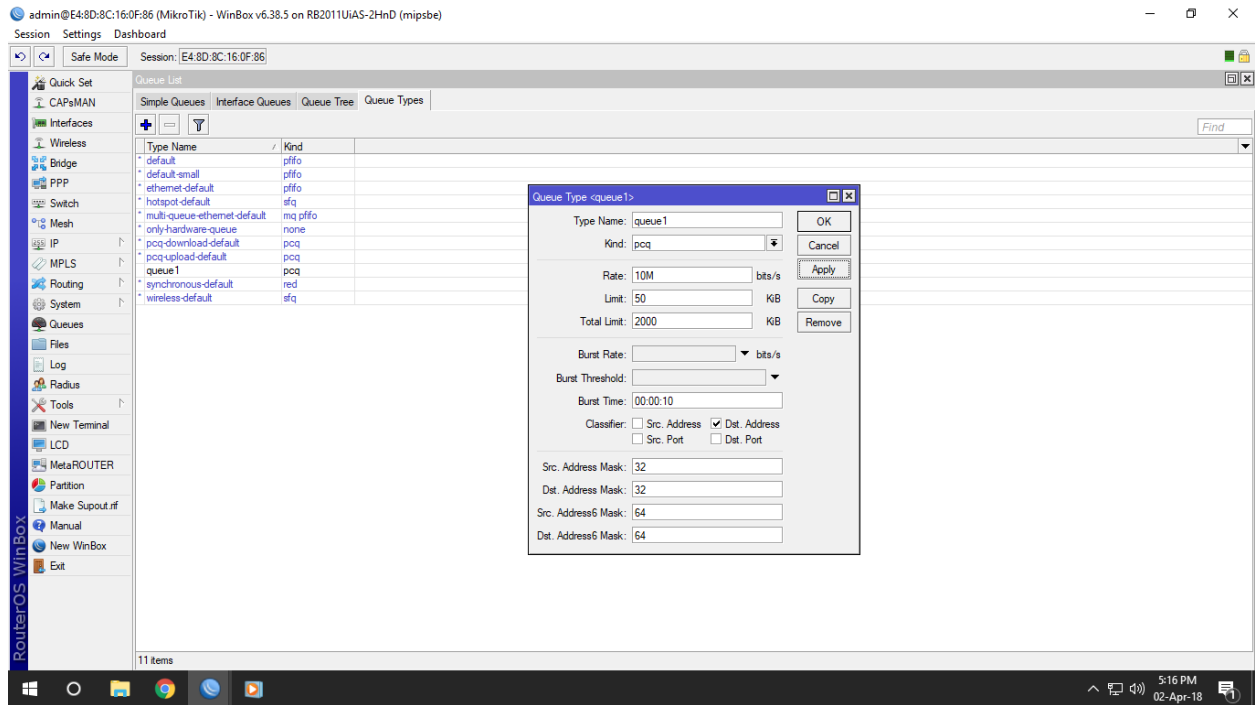 admin@E4:8D:8C:16:0F:86 (MikroTik) - WinBox v6.38.5 on RB2011UiAS-2HnD (mipsbe)
Session Settings Dashboard
Safe Mode Session: E4:8D:8C:16:0F:86
Quick Set
CAPsMAN
Interfaces
Wireless
Bridge
PPP
Switch
Mesh
IP
MPLS
Routing
System
Queues
Files
Log
Radius
Tools
New Terminal
LCD
MetaROUTER
Partition
Make Supout.rif
Manual
New WinBox
Exit
RouterOS WinBox
Queue List
Simple Queues Interface Queues Queue Tree Queue Types
Find
Type Name / Kind
* default pfifo
* default-small pfifo
* ethernet-default pfifo
* hotspot-default sfq
* multi-queue-ethernet-default mq pfifo
* only-hardware-queue none
* pcq-download-default pcq
* pcq-upload-default pcq
queue1 pcq
* synchronous-default red
* wireless-default sfq
11 items
Queue Type <queue1>
Type Name: queue1
Kind: pcq
Rate: 10M bits/s
Limit: 50 KiB
Total Limit: 2000 KiB
Burst Rate: bits/s
Burst Threshold:
Burst Time: 00:00:10
Classifier: Src. Address Dst. Address
Src. Port Dst. Port
Src. Address Mask: 32
Dst. Address Mask: 32
Src. Address6 Mask: 64
Dst. Address6 Mask: 64
OK
Cancel
Apply
Copy
Remove
5:16 PM
02-Apr-18
1